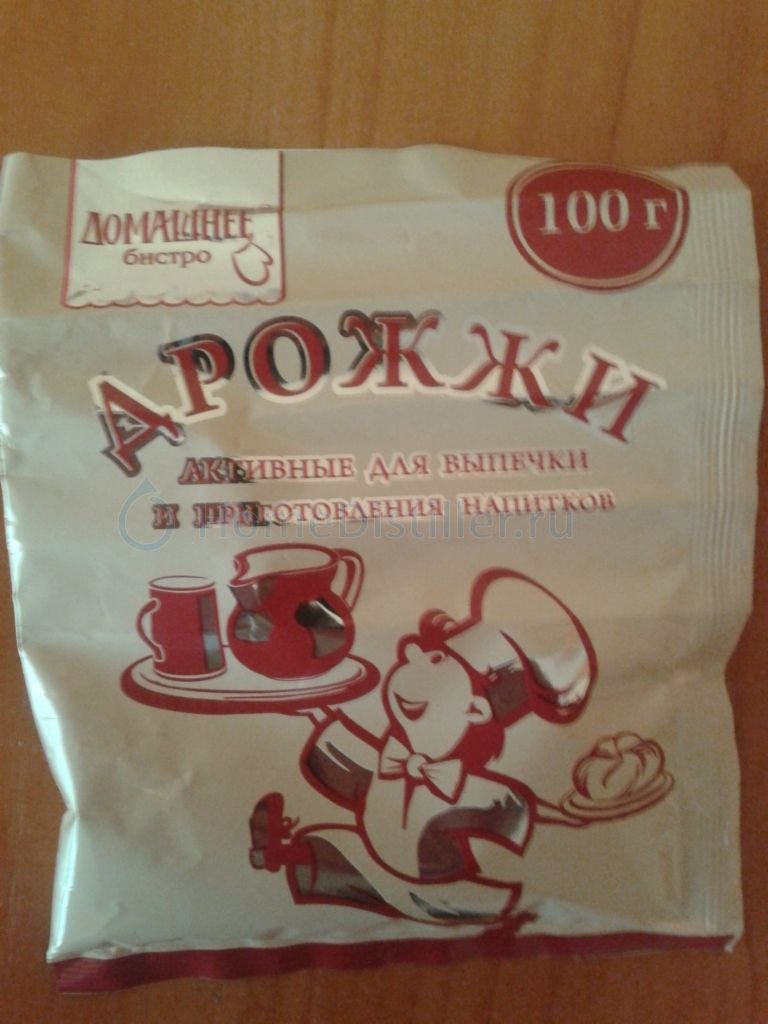 ДОМАШНЕЕ
бистро
100 г
ДРОЖЖИ
АКТИВНЫЕ ДЛЯ ВЫПЕЧКИ
И ПРИГОТОВЛЕНИЯ НАПИТКОВ
HomeDistiller.ru